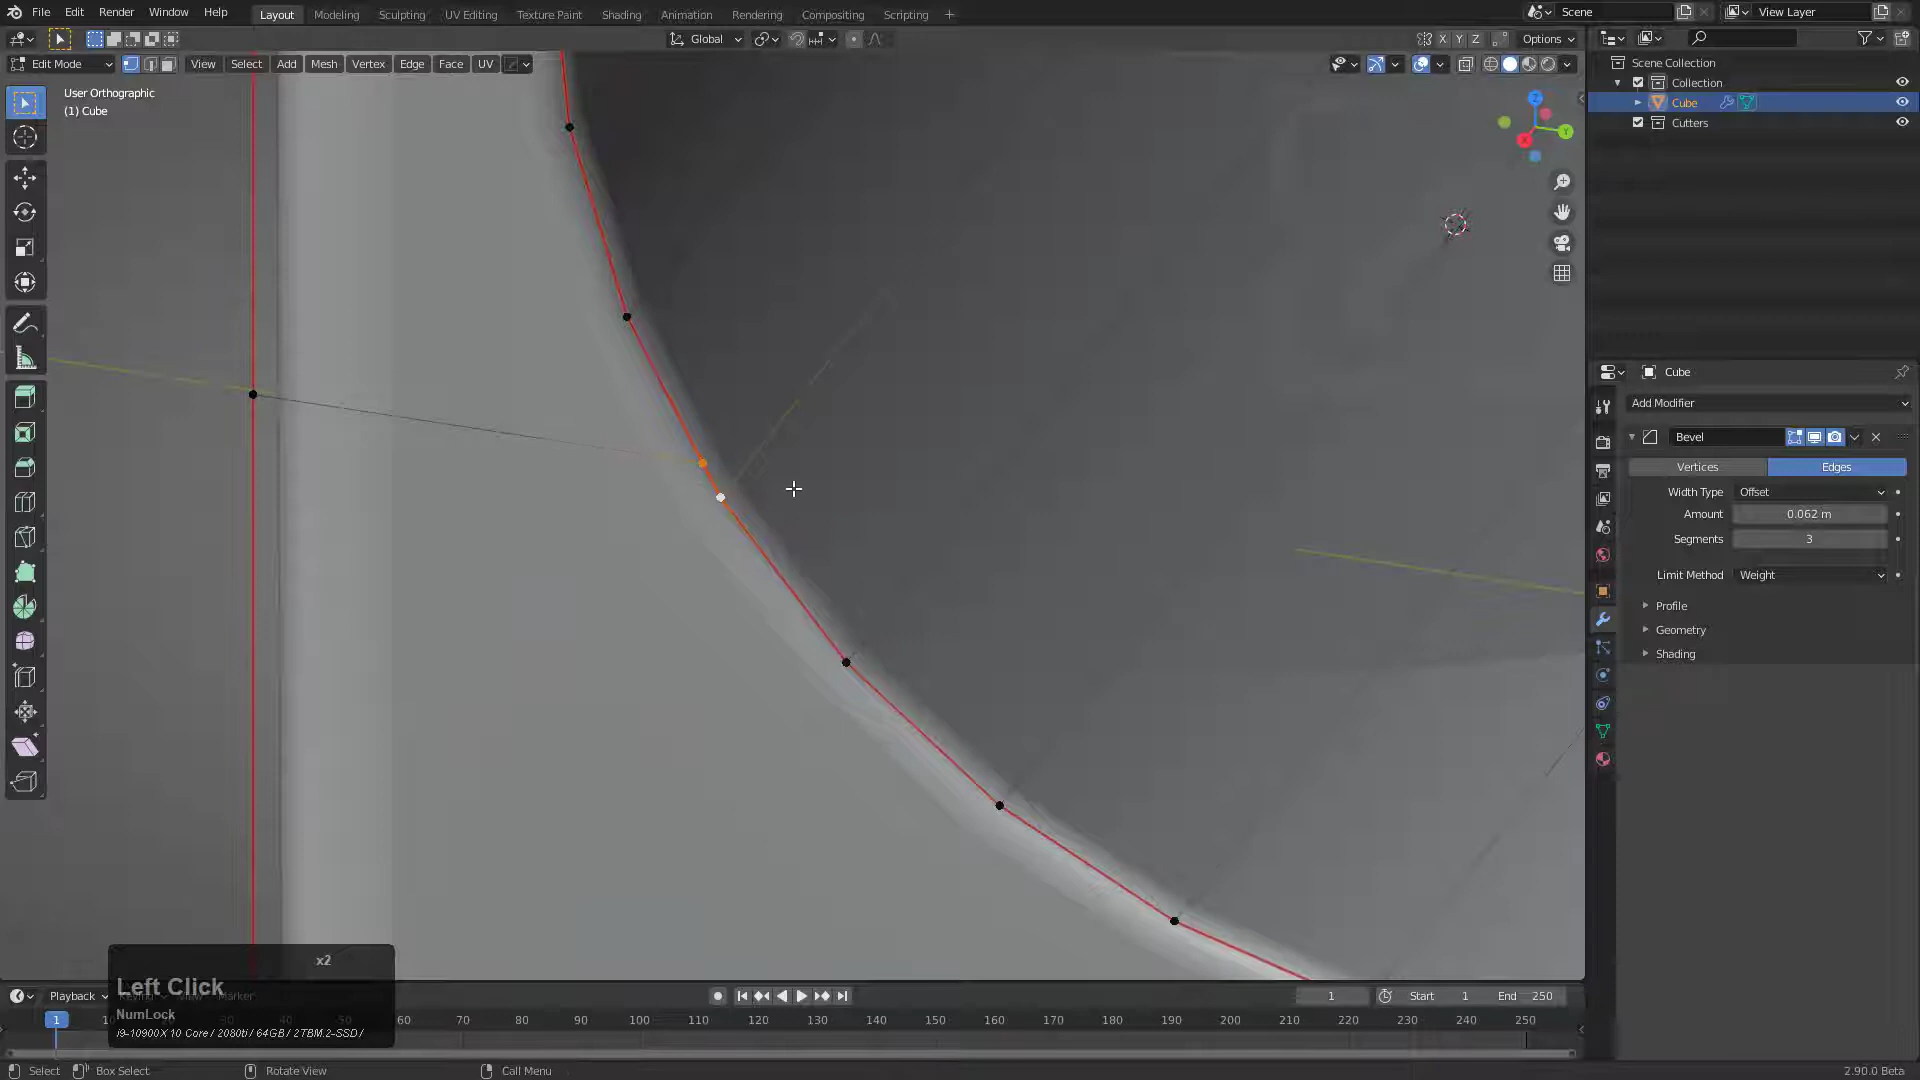 File Edit Render Window Help
Layout Modeling Sculpting UV Editing Texture Paint Shading Animation Rendering Compositing Scripting +
Scene
View Layer
Global
X Y Z
Options
Edit Mode
View Select Add Mesh Vertex Edge Face UV
User Orthographic
(1) Cube
Z
Y
X
Scene Collection
Collection
Cube
Cutters
Cube
Add Modifier
Bevel
Vertices Edges
Width Type Offset
Amount 0.062 m
Segments 3
Limit Method Weight
Profile
Geometry
Shading
x2
Left Click
NumLock
i9-10900X 10 Core / 2080ti / 64GB / 2TBM.2-SSD /
Playback Keying View Marker
1 Start 1 End 250
1 40 50 60 70 80 90 100 110 120 130 140 150 160 170 180 190 200 210 220 230 240 250
Select Box Select Rotate View Call Menu 2.90.0 Beta